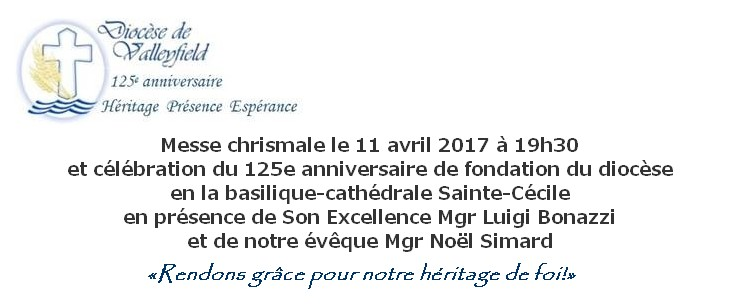 Diocèse de
Valleyfield
125e anniversaire
Héritage Présence Espérance
Messe chrismale le 11 avril 2017 à 19h30
et célébration du 125e anniversaire de fondation du diocèse
en la basilique-cathédrale Sainte-Cécile
en présence de Son Excellence Mgr Luigi Bonazzi
et de notre évêque Mgr Noël Simard
«Rendons grâce pour notre héritage de foi!»